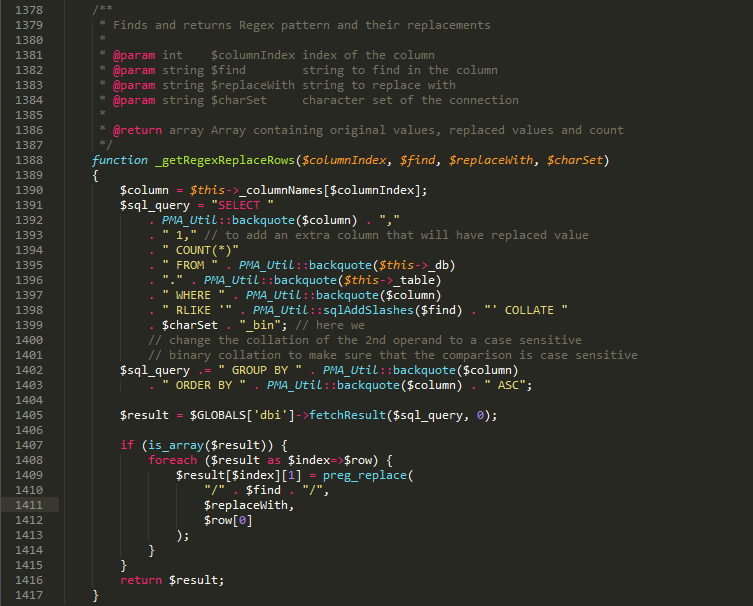 1378 /**
1379  * Finds and returns Regex pattern and their replacements
1380  *
1381  * @param int    $columnIndex index of the column
1382  * @param string $find        string to find in the column
1383  * @param string $replaceWith string to replace with
1384  * @param string $charSet     character set of the connection
1385  *
1386  * @return array Array containing original values, replaced values and count
1387  */
1388 function _getRegexReplaceRows($columnIndex, $find, $replaceWith, $charSet)
1389 {
1390     $column = $this->_columnNames[$columnIndex];
1391     $sql_query = "SELECT "
1392         . PMA_Util::backquote($column) . ","
1393         . " 1," // to add an extra column that will have replaced value
1394         . " COUNT(*)"
1395         . " FROM " . PMA_Util::backquote($this->_db)
1396         . "." . PMA_Util::backquote($this->_table)
1397         . " WHERE " . PMA_Util::backquote($column)
1398         . " RLIKE '" . PMA_Util::sqlAddSlashes($find) . "' COLLATE "
1399         . $charSet . "_bin"; // here we
1400         // change the collation of the 2nd operand to a case sensitive
1401         // binary collation to make sure that the comparison is case sensitive
1402     $sql_query .= " GROUP BY " . PMA_Util::backquote($column)
1403         . " ORDER BY " . PMA_Util::backquote($column) . " ASC";
1404
1405     $result = $GLOBALS['dbi']->fetchResult($sql_query, 0);
1406
1407     if (is_array($result)) {
1408         foreach ($result as $index=>$row) {
1409             $result[$index][1] = preg_replace(
1410                 "/" . $find . "/",
1411                 $replaceWith,
1412                 $row[0]
1413             );
1414         }
1415     }
1416     return $result;
1417 }